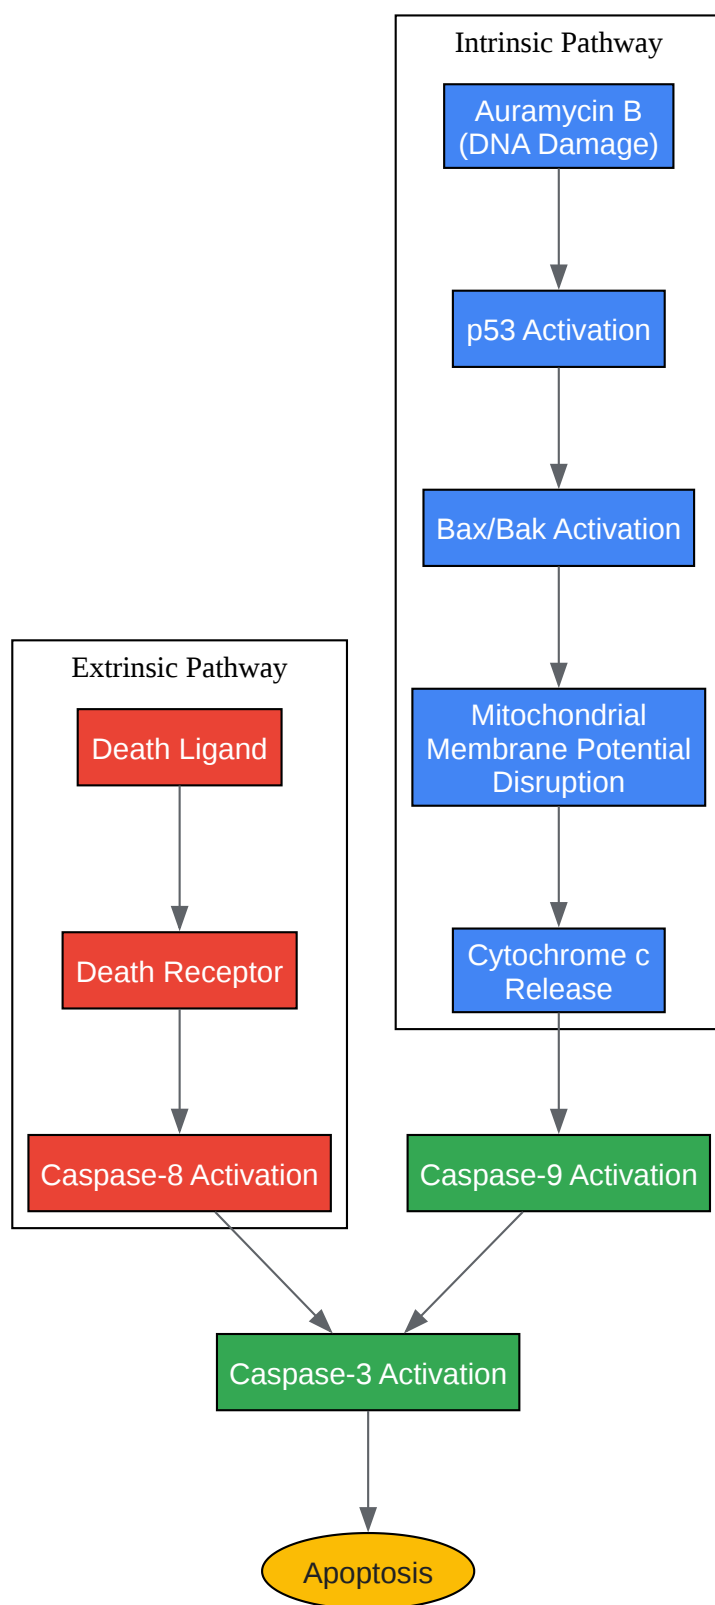 Intrinsic Pathway
Auramycin B
(DNA Damage)
p53 Activation
Bax/Bak Activation
Mitochondrial
Membrane Potential
Disruption
Cytochrome c
Release
Extrinsic Pathway
Death Ligand
Death Receptor
Caspase-8 Activation
Caspase-9 Activation
Caspase-3 Activation
Apoptosis